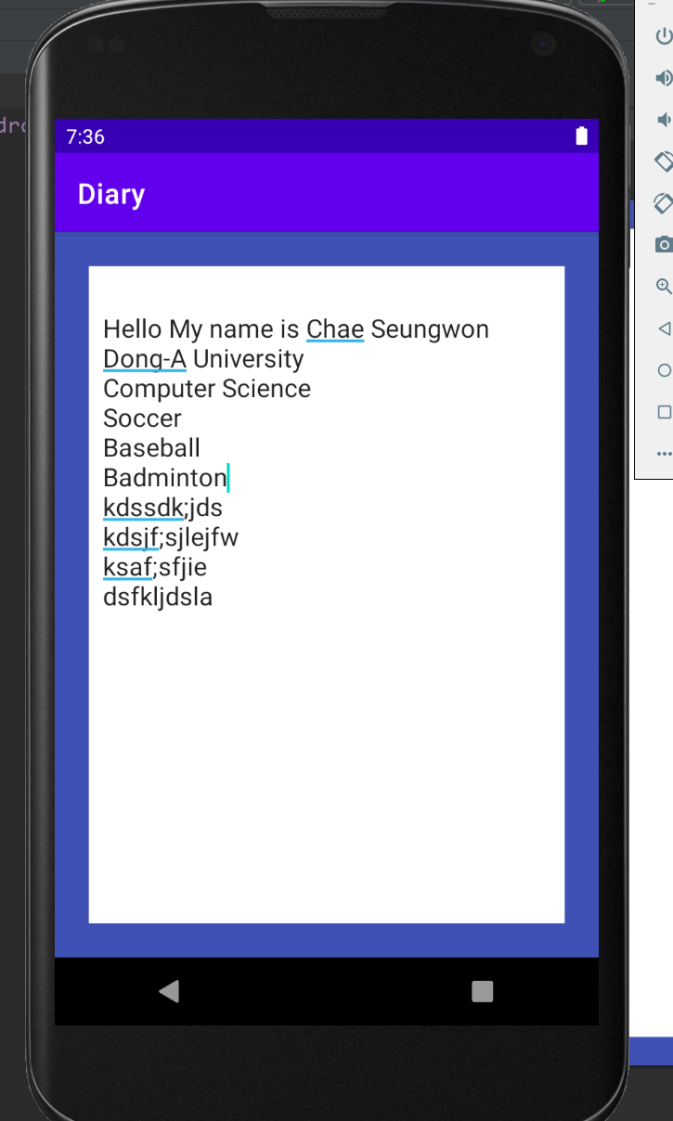 7:36
Diary
Hello My name is Chae Seungwon
Dong-A University
Computer Science
Soccer
Baseball
Badminton
kdssdk;jds
kdsjf;sjlejfw
ksaf;sfjie
dsfkljdsla